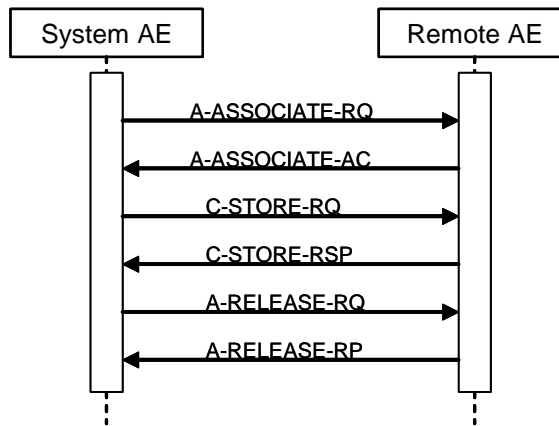 System AE
Remote AE
A-ASSOCIATE-RQ
A-ASSOCIATE-AC
C-STORE-RQ
C-STORE-RSP
A-RELEASE-RQ
A-RELEASE-RP